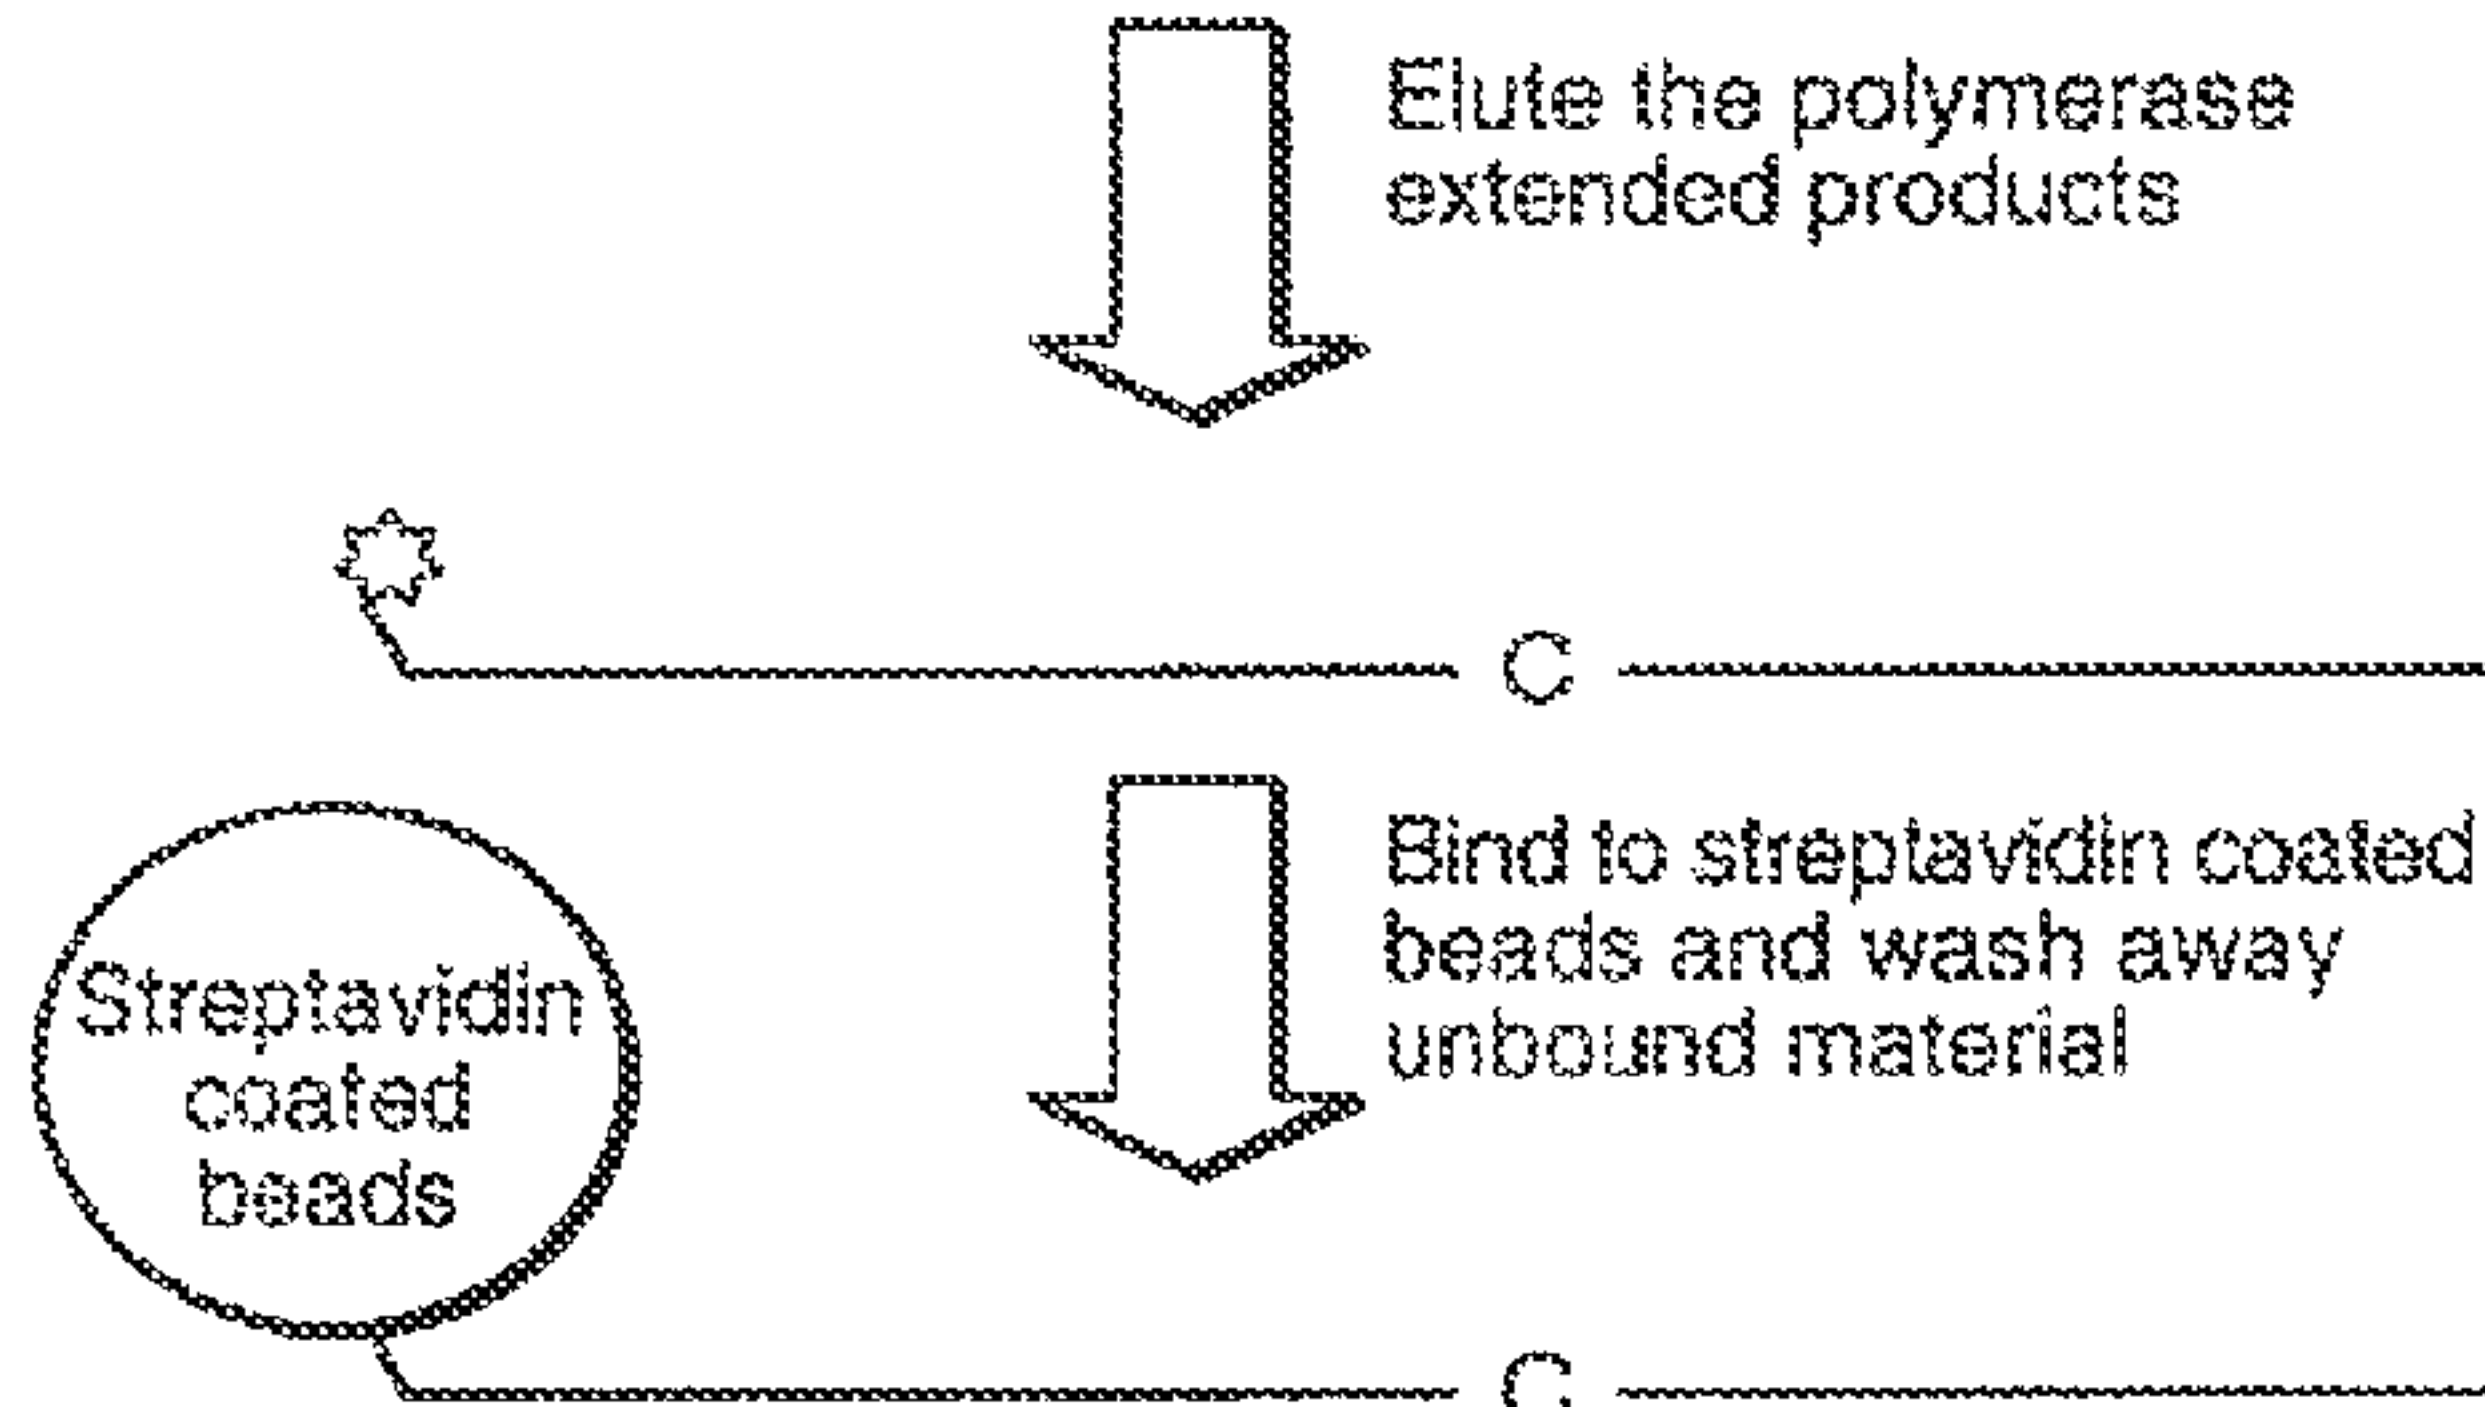 Elute the polymerase
extended products
C
Bind to streptavidin coated
beads and wash away
unbound material
Streptavidin
coated
beads